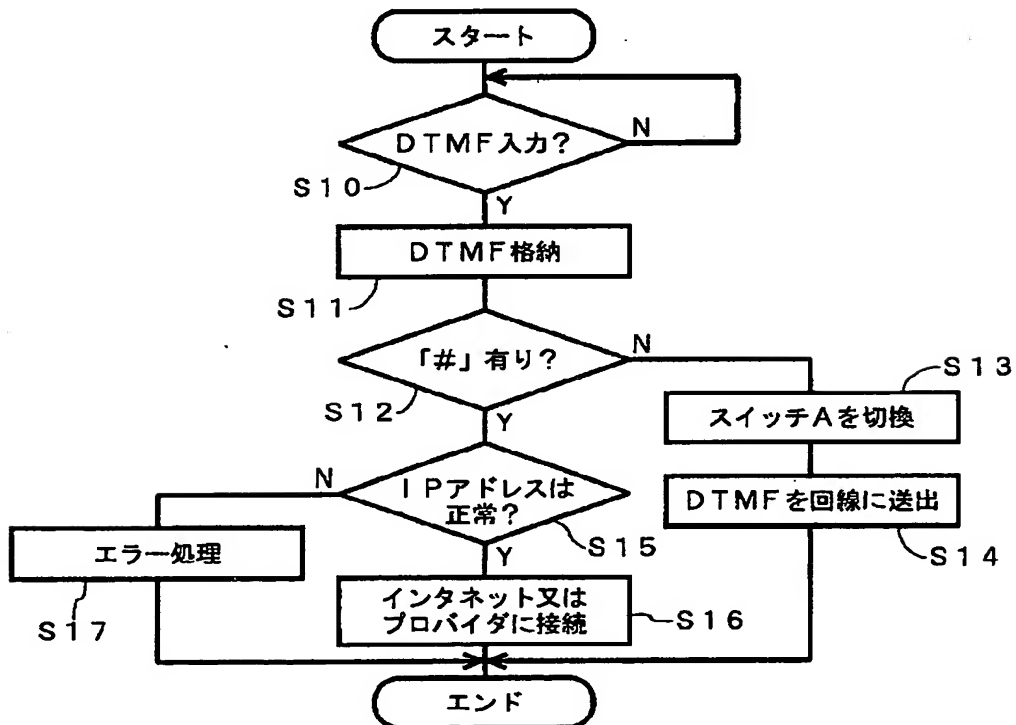 スタート
DTMF入力?
N
S10
Y
DTMF格納
S11
「#」有り?
N
S12
Y
S13
スイッチAを切換
N
IPアドレスは
正常?
DTMFを回線に送出
S15
Y
S14
エラー処理
S17
インタネット又は
プロバイダに接続
S16
エンド